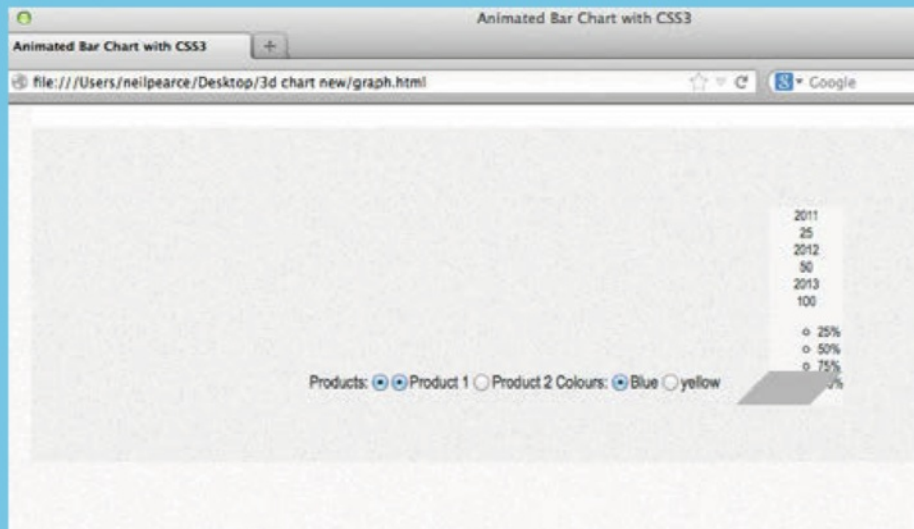 Animated Bar Chart with CSS3
Animated Bar Chart with CSS3
file:///Users/neilpearce/Desktop/3d chart new/graph.html
Google
2011
25
2012
50
2013
100
25%
50%
75%
Products: Product 1 Product 2 Colours: Blue yellow